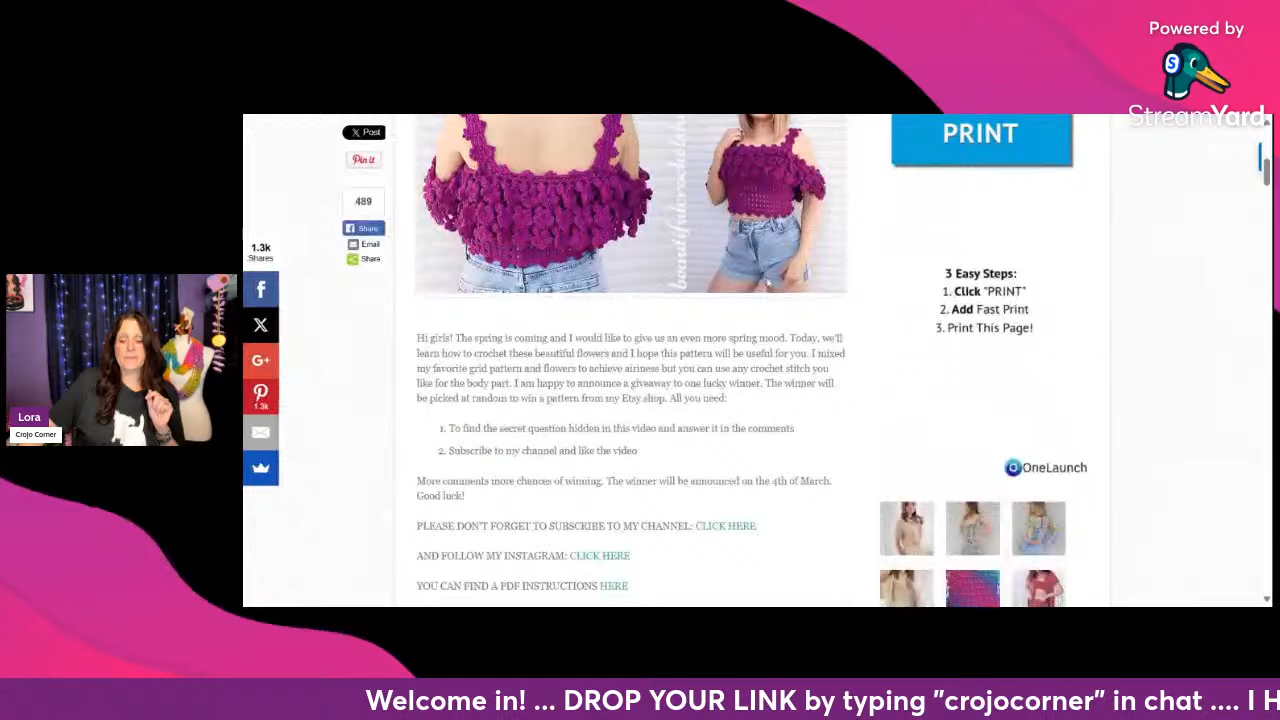 Powered by
StreamYard
X Post
Pin it
489
f Share
Email
Share
1.3k
Shares
G+
1.3k
Lora
Crojo Corner
beautifulcrochetstuff
PRINT
3 Easy Steps:
1. Click "PRINT"
2. Add Fast Print
3. Print This Page!
OneLaunch
Hi girls! The spring is coming and I would like to give us an even more spring mood. Today, we'll
learn how to crochet these beautiful flowers and I hope this pattern will be useful for you. I mixed
my favorite grid pattern and flowers to achieve airiness but you can use any crochet stitch you
like for the body part. I am happy to announce a giveaway to one lucky winner. The winner will
be picked at random to win a pattern from my Etsy shop. All you need:
1. To find the secret question hidden in this video and answer it in the comments
2. Subscribe to my channel and like the video
More comments more chances of winning. The winner will be announced on the 4th of March.
Good luck!
PLEASE DON'T FORGET TO SUBSCRIBE TO MY CHANNEL: CLICK HERE
AND FOLLOW MY INSTAGRAM: CLICK HERE
YOU CAN FIND A PDF INSTRUCTIONS HERE
Welcome in! ... DROP YOUR LINK by typing "crojocorner" in chat .... I H